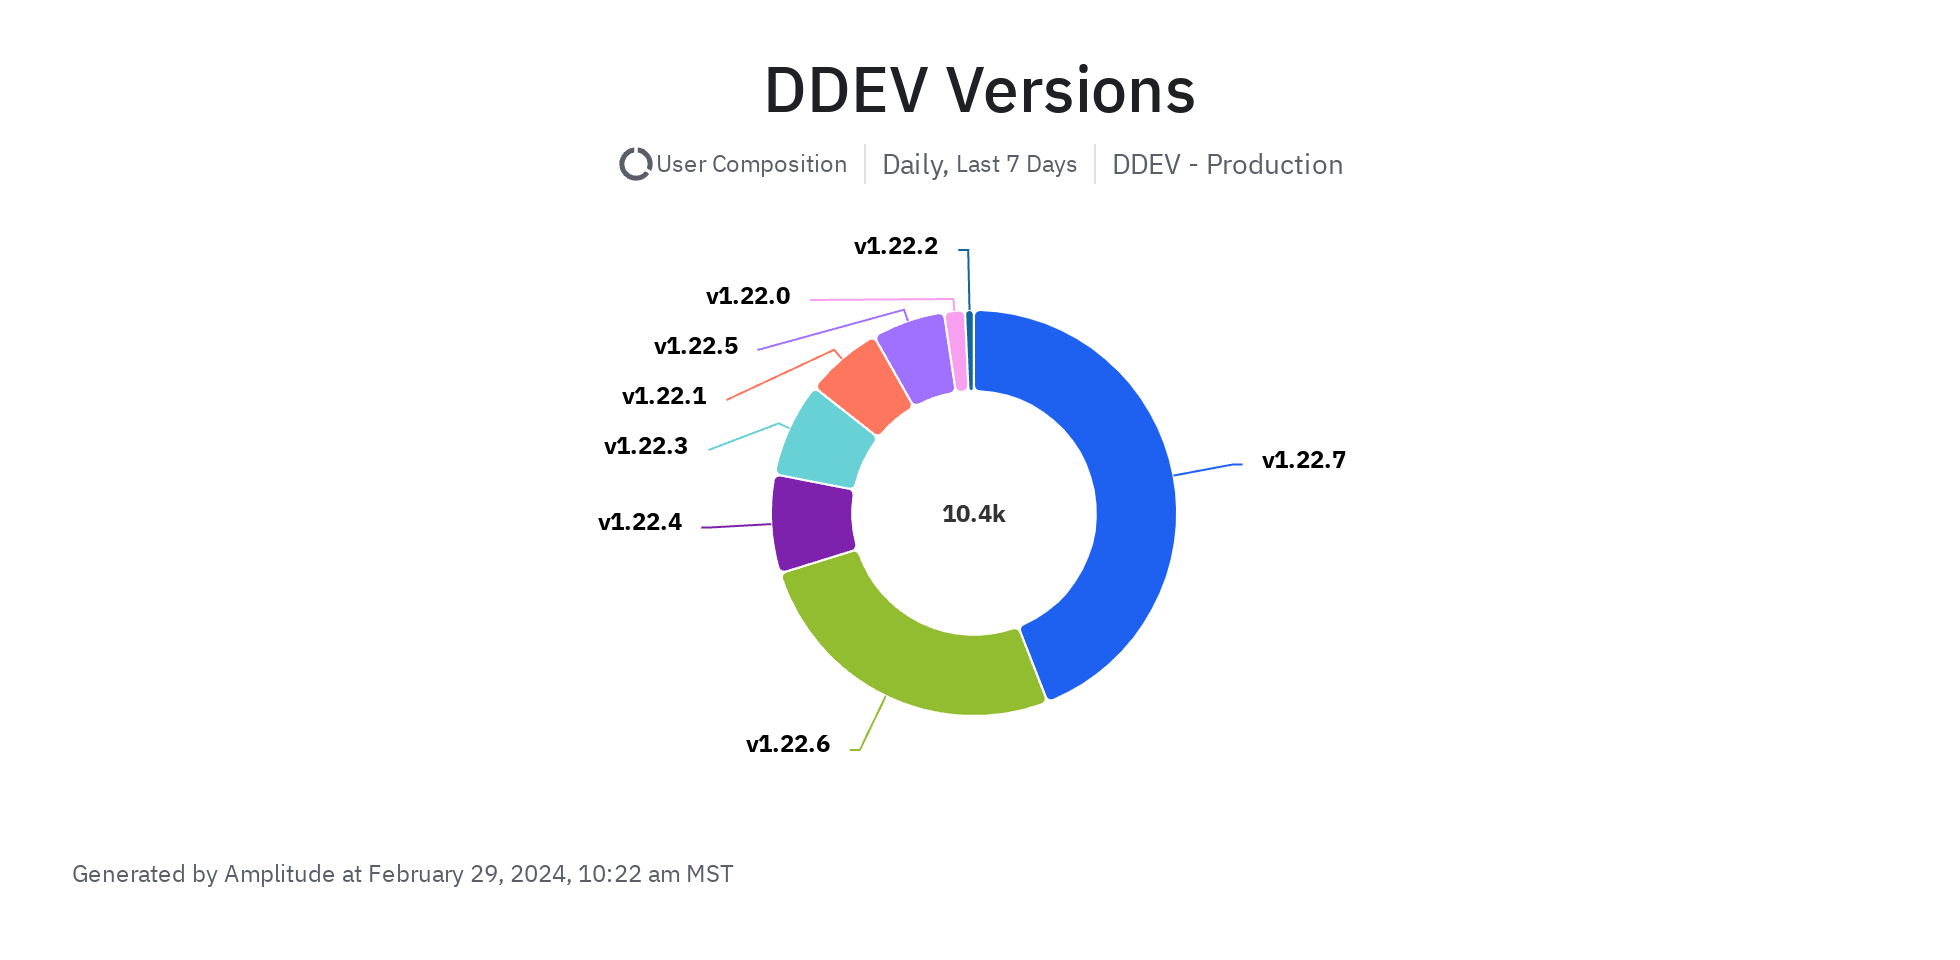 DDEV Versions
User Composition Daily, Last 7 Days DDEV - Production
v1.22.2
v1.22.0
v1.22.5
v1.22.1
v1.22.3
v1.22.7
10.4k
v1.22.4
v1.22.6
Generated by Amplitude at February 29, 2024, 10:22 am MST